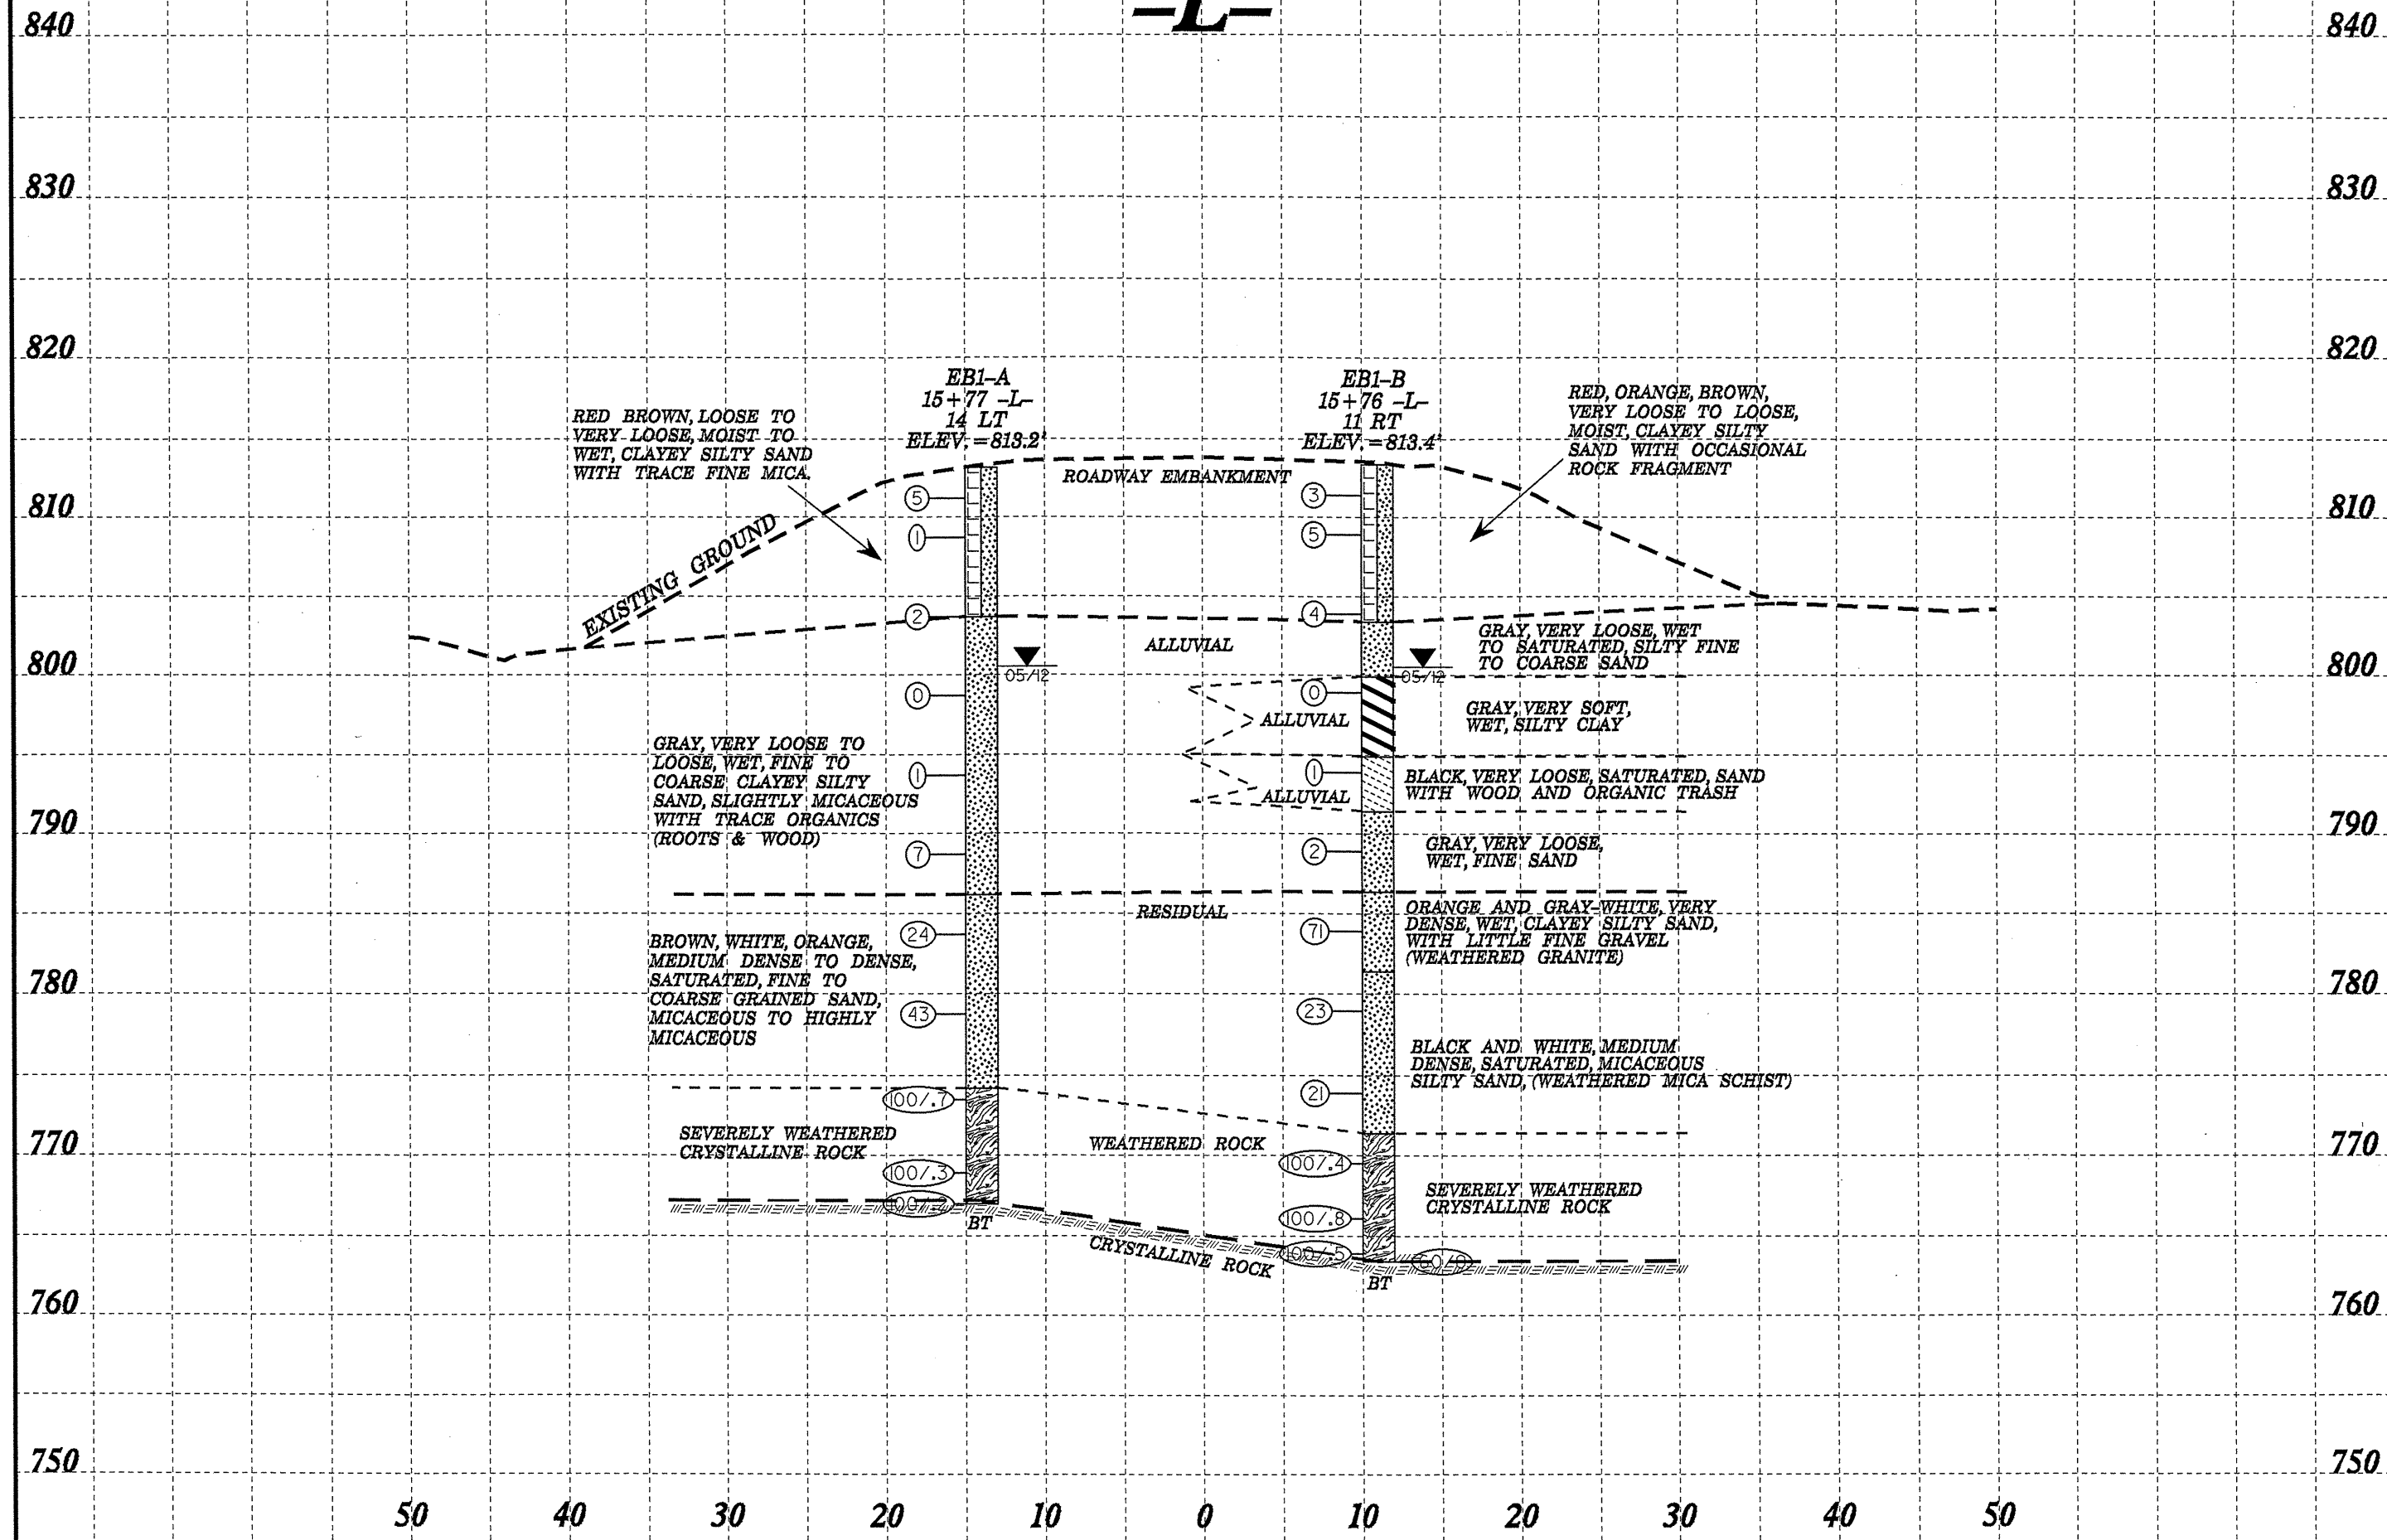 -L-
840
840
830
830
820
820
810
810
800
800
790
790
780
780
770
770
760
760
750
750
EB1-A
15+77 -L-
14 LT
ELEV.=813.2'
EB1-B
15+76 -L-
11 RT
ELEV.=813.4'
RED BROWN, LOOSE TO
VERY LOOSE, MOIST TO
WET, CLAYEY SILTY SAND
WITH TRACE FINE MICA.
RED, ORANGE, BROWN,
VERY LOOSE TO LOOSE,
MOIST, CLAYEY SILTY
SAND WITH OCCASIONAL
ROCK FRAGMENT
ROADWAY EMBANKMENT
EXISTING GROUND
5
1
2
0
1
7
24
43
100/.7
100/.3
3
5
4
0
1
2
71
23
21
100/.4
100/.8
100/.5
60/0
05/12
05/12
ALLUVIAL
ALLUVIAL
ALLUVIAL
GRAY, VERY LOOSE, WET
TO SATURATED, SILTY FINE
TO COARSE SAND
GRAY, VERY SOFT,
WET, SILTY CLAY
GRAY, VERY LOOSE TO
LOOSE, WET, FINE TO
COARSE CLAYEY SILTY
SAND, SLIGHTLY MICACEOUS
WITH TRACE ORGANICS
(ROOTS & WOOD)
BLACK, VERY LOOSE, SATURATED, SAND
WITH WOOD AND ORGANIC TRASH
GRAY, VERY LOOSE,
WET, FINE SAND
RESIDUAL
ORANGE AND GRAY-WHITE, VERY
DENSE, WET, CLAYEY SILTY SAND,
WITH LITTLE FINE GRAVEL
(WEATHERED GRANITE)
BROWN, WHITE, ORANGE,
MEDIUM DENSE TO DENSE,
SATURATED, FINE TO
COARSE GRAINED SAND,
MICACEOUS TO HIGHLY
MICACEOUS
BLACK AND WHITE, MEDIUM
DENSE, SATURATED, MICACEOUS
SILTY SAND, (WEATHERED MICA SCHIST)
SEVERELY WEATHERED
CRYSTALLINE ROCK
WEATHERED ROCK
SEVERELY WEATHERED
CRYSTALLINE ROCK
BT
CRYSTALLINE ROCK
BT
50
40
30
20
10
0
10
20
30
40
50